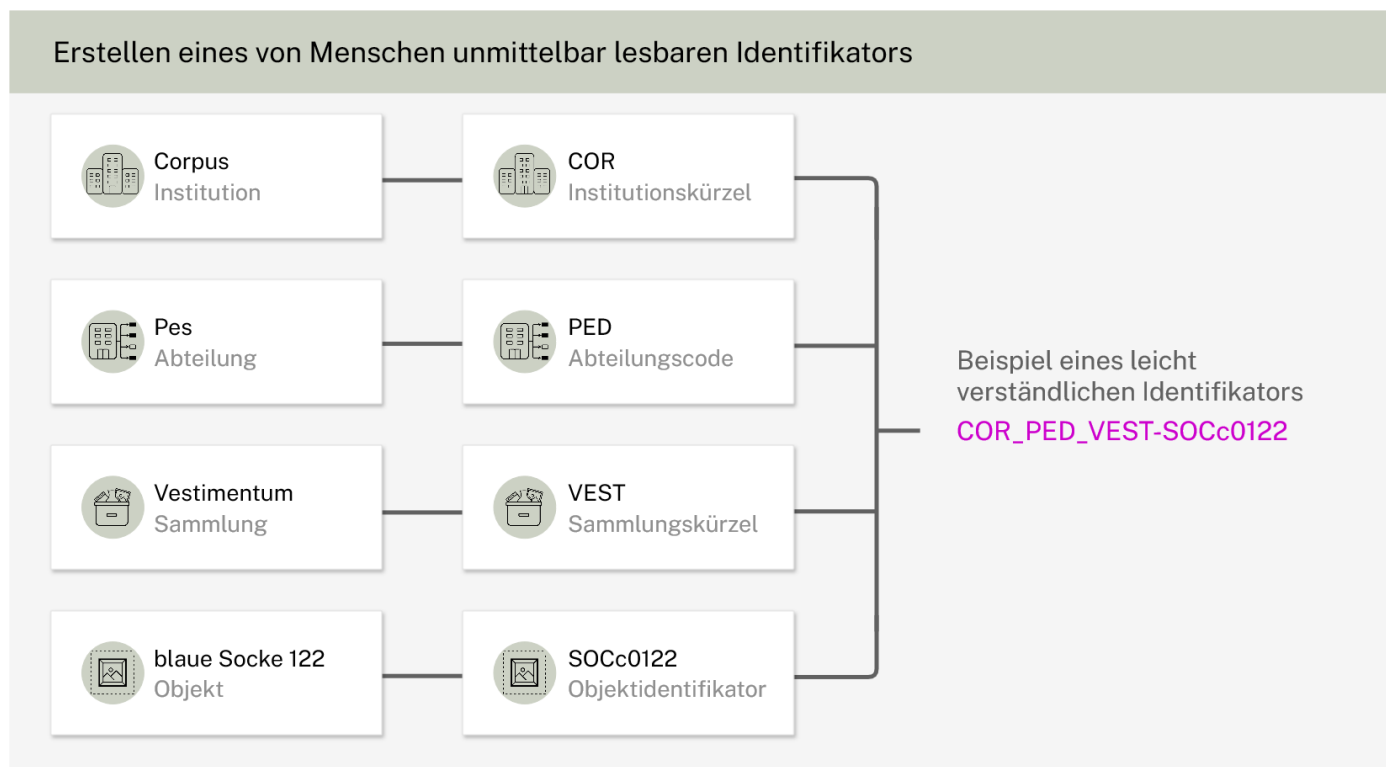 Erstellen eines von Menschen unmittelbar lesbaren Identifikators
Corpus
Institution
COR
Institutionskürzel
Pes
Abteilung
PED
Abteilungscode
Vestimentum
Sammlung
VEST
Sammlungskürzel
blaue Socke 122
Objekt
SOCc0122
Objektidentifikator
Beispiel eines leicht
verständlichen Identifikators
COR_PED_VEST-SOCc0122